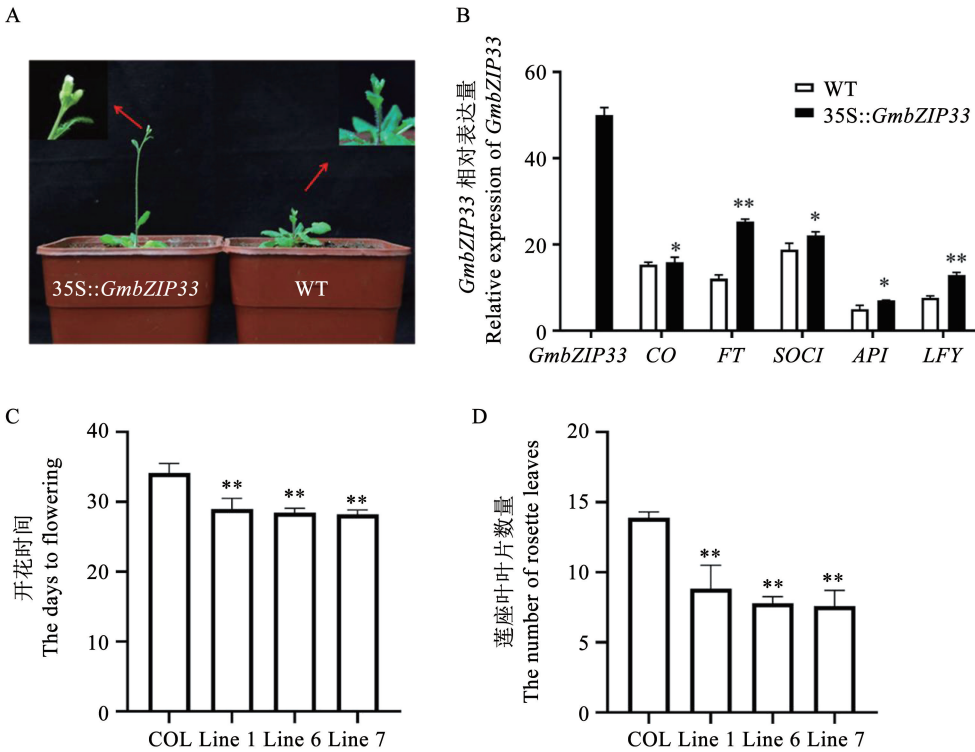 A
35S::GmbZIP33
WT
B
GmbZIP33 相对表达量
Relative expression of GmbZIP33
60
40
20
0
WT
35S::GmbZIP33
*
**
*
*
**
GmbZIP33 CO FT SOCI API LFY
C
开花时间
The days to flowering
40
30
20
10
0
** ** **
COL Line 1 Line 6 Line 7
D
莲座叶叶片数量
The number of rosette leaves
20
15
10
5
0
** ** **
COL Line 1 Line 6 Line 7